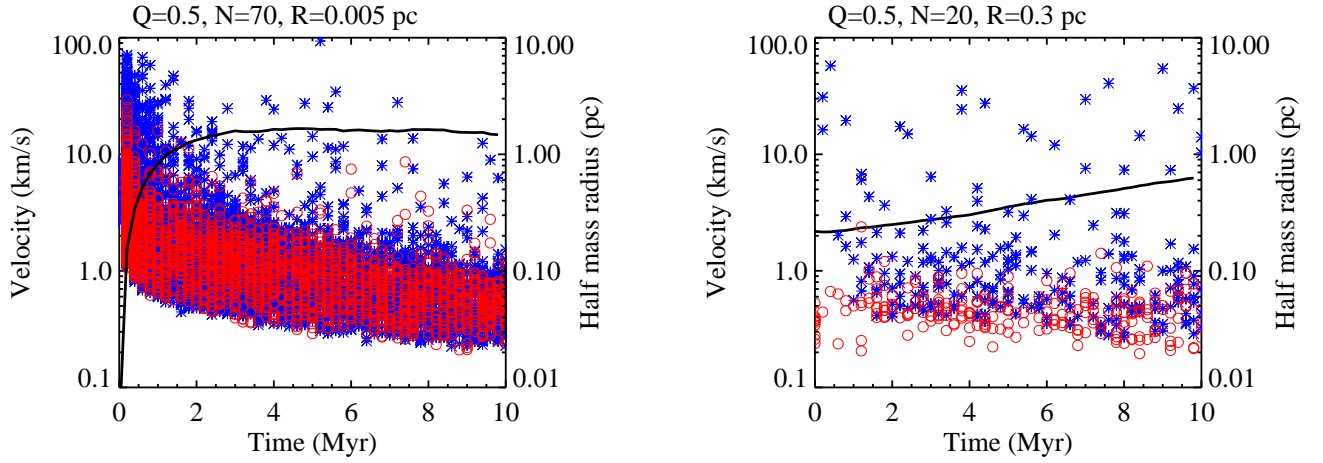 Q=0.5, N=70, R=0.005 pc
100.0
10.0
1.0
0.1
Velocity (km/s)
10.00
1.00
0.10
0.01
Half mass radius (pc)
0 2 4 6 8 10
Time (Myr)
Q=0.5, N=20, R=0.3 pc
100.0
10.0
1.0
0.1
Velocity (km/s)
10.00
1.00
0.10
0.01
Half mass radius (pc)
0 2 4 6 8 10
Time (Myr)